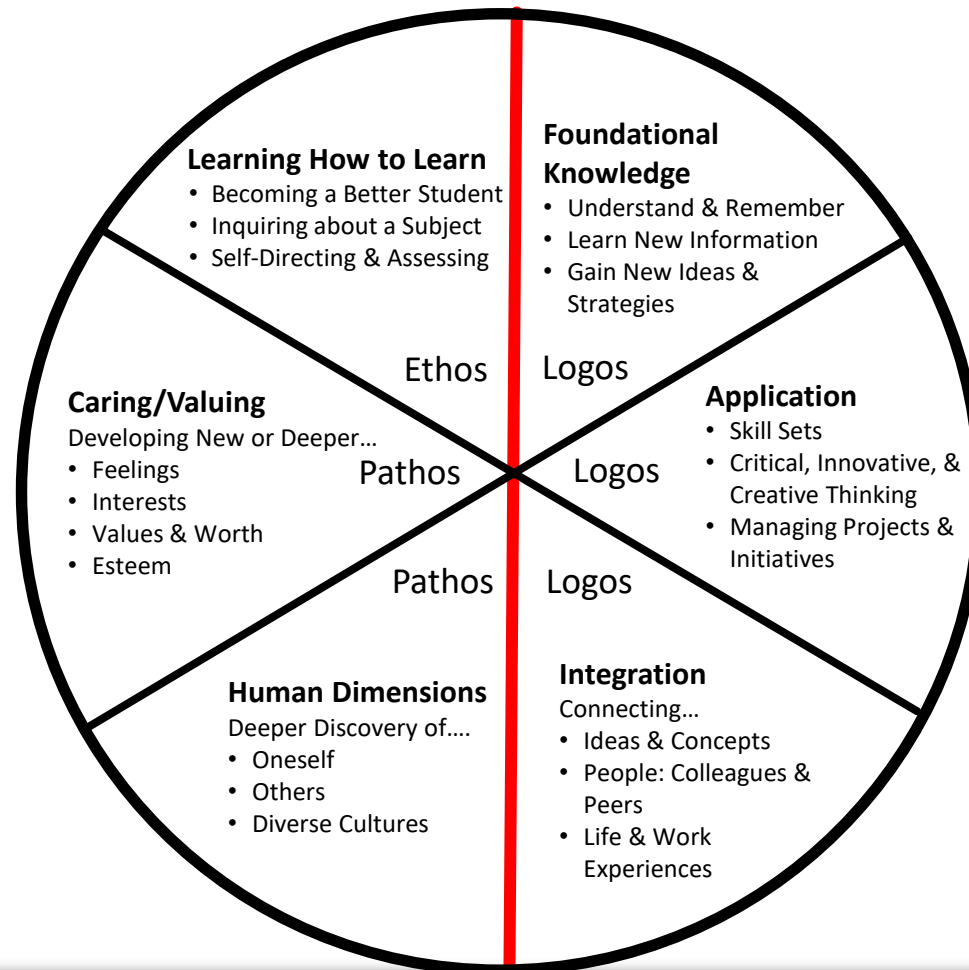 Learning How to Learn
• Becoming a Better Student
• Inquiring about a Subject
• Self-Directing & Assessing
Ethos
Foundational
Knowledge
• Understand & Remember
• Learn New Information
• Gain New Ideas &
Strategies
Logos
Application
• Skill Sets
• Critical, Innovative, &
Creative Thinking
• Managing Projects &
Initiatives
Logos
Integration
Connecting...
• Ideas & Concepts
• People: Colleagues &
Peers
• Life & Work
Experiences
Logos
Human Dimensions
Deeper Discovery of....
• Oneself
• Others
• Diverse Cultures
Pathos
Caring/Valuing
Developing New or Deeper...
• Feelings
• Interests
• Values & Worth
• Esteem
Pathos